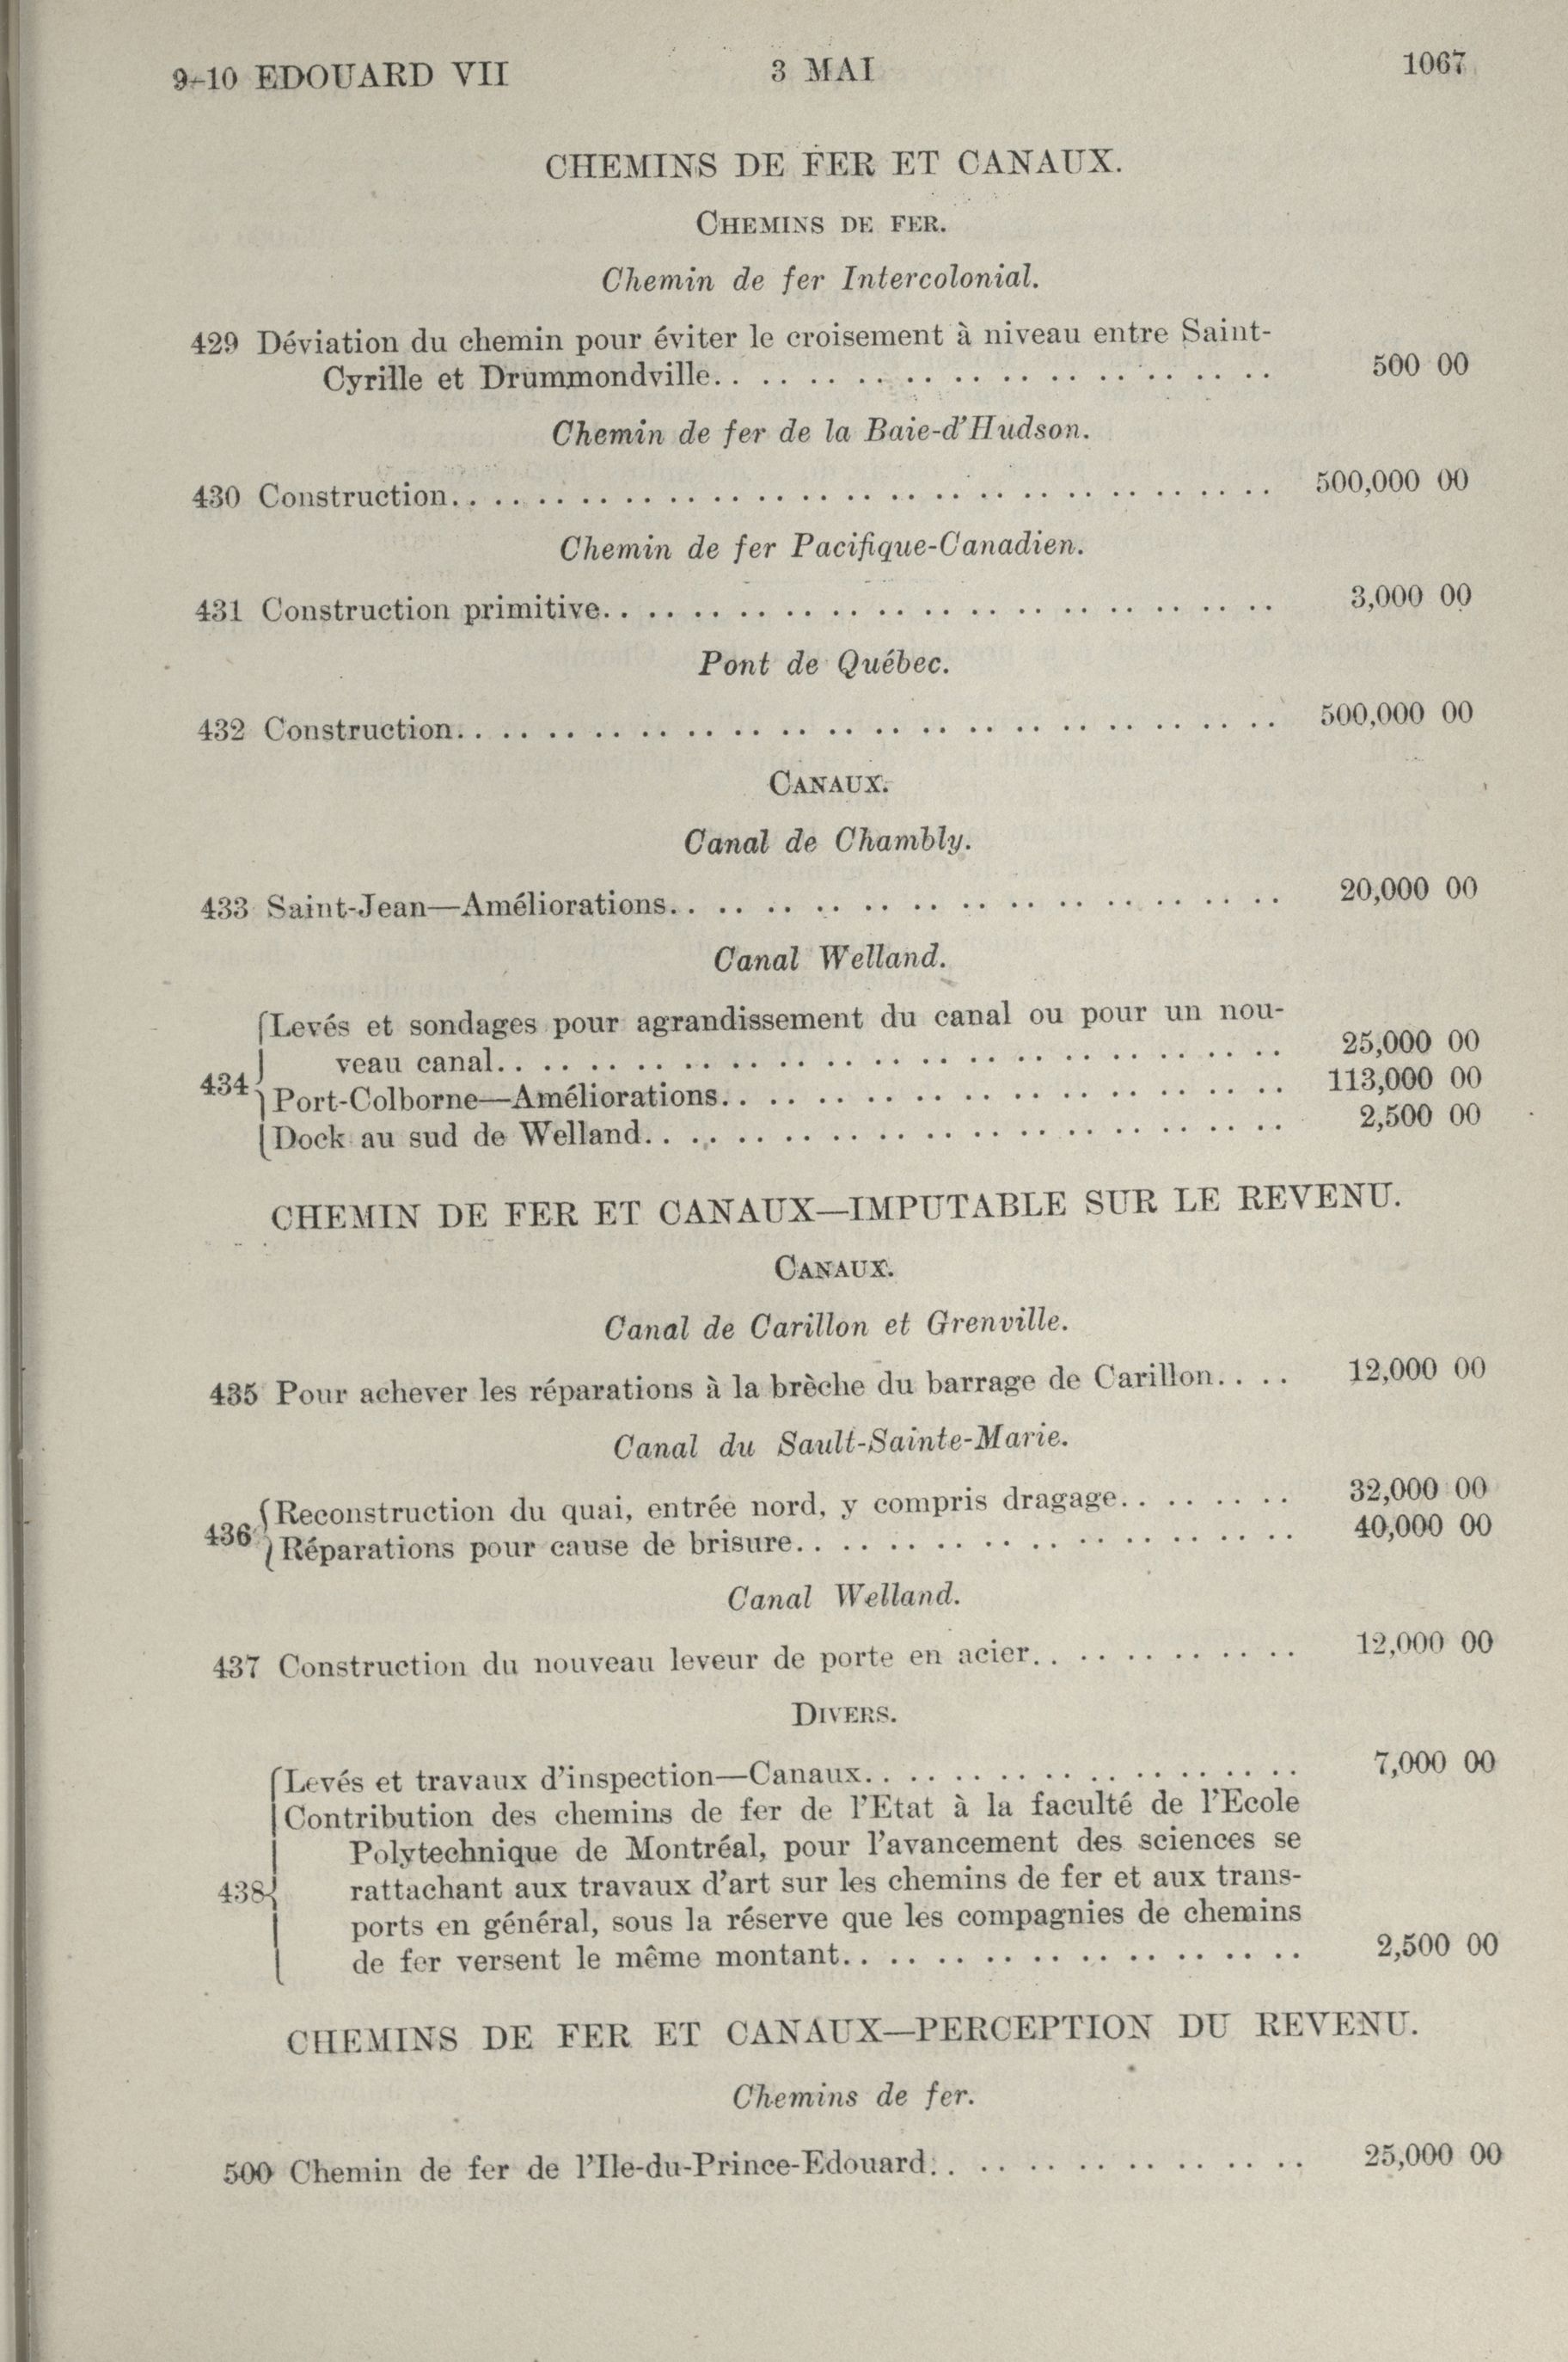 9-10 EDOUARD VII 3 MAI 1067
CHEMINS DE FER ET CANAUX.
CHEMINS DE FER.
Chemin de fer Intercolonial.
429 Déviation du chemin pour éviter le croisement à niveau entre Saint-
Cyrille et Drummondville. . . . . . . . . . . . . . . . . . . . . . . . 500 00
Chemin de fer de la Baie-d'Hudson.
430 Construction. . . . . . . . . . . . . . . . . . . . . . . . . . . . . . . . . . . . 500,000 00
Chemin de fer Pacifique-Canadien.
431 Construction primitive. . . . . . . . . . . . . . . . . . . . . . . . . . . . . 3,000 00
Pont de Québec.
432 Construction. . . . . . . . . . . . . . . . . . . . . . . . . . . . . . . . . . . . 500,000 00
CANAUX.
Canal de Chambly.
433 Saint-Jean—Améliorations. . . . . . . . . . . . . . . . . . . . . . . . . . 20,000 00
Canal Welland.
Levés et sondages pour agrandissement du canal ou pour un nou-
veau canal. . . . . . . . . . . . . . . . . . . . . . . . . . . . . . . . . . 25,000 00
434 Port-Colborne—Améliorations. . . . . . . . . . . . . . . . . . . . . . . . 113,000 00
Dock au sud de Welland. . . . . . . . . . . . . . . . . . . . . . . . . . . . 2,500 00
CHEMIN DE FER ET CANAUX—IMPUTABLE SUR LE REVENU.
CANAUX.
Canal de Carillon et Grenville.
435 Pour achever les réparations à la brèche du barrage de Carillon. . . . 12,000 00
Canal du Sault-Sainte-Marie.
Reconstruction du quai, entrée nord, y compris dragage. . . . . . . . 32,000 00
436 Réparations pour cause de brisure. . . . . . . . . . . . . . . . . . . . . . 40,000 00
Canal Welland.
437 Construction du nouveau leveur de porte en acier. . . . . . . . . . . . 12,000 00
DIVERS.
Levés et travaux d'inspection—Canaux. . . . . . . . . . . . . . . . . . . 7,000 00
Contribution des chemins de fer de l'Etat à la faculté de l'Ecole
Polytechnique de Montréal, pour l'avancement des sciences se
438 rattachant aux travaux d'art sur les chemins de fer et aux trans-
ports en général, sous la réserve que les compagnies de chemins
de fer versent le même montant. . . . . . . . . . . . . . . . . . . . 2,500 00
CHEMINS DE FER ET CANAUX—PERCEPTION DU REVENU.
Chemins de fer.
500 Chemin de fer de l'Ile-du-Prince-Edouard. . . . . . . . . . . . . . . . 25,000 00